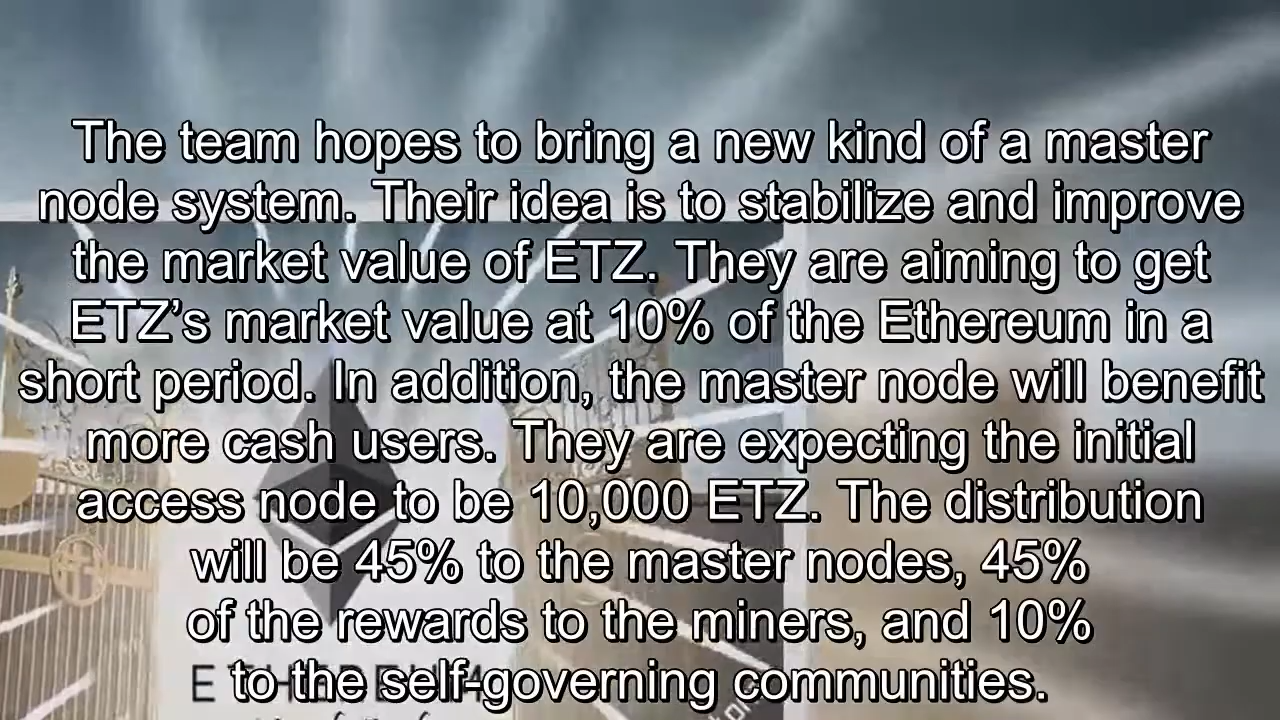 The team hopes to bring a new kind of a master
node system. Their idea is to stabilize and improve
the market value of ETZ. They are aiming to get
ETZ’s market value at 10% of the Ethereum in a
short period. In addition, the master node will benefit
more cash users. They are expecting the initial
access node to be 10,000 ETZ. The distribution
will be 45% to the master nodes, 45%
of the rewards to the miners, and 10%
to the self-governing communities.